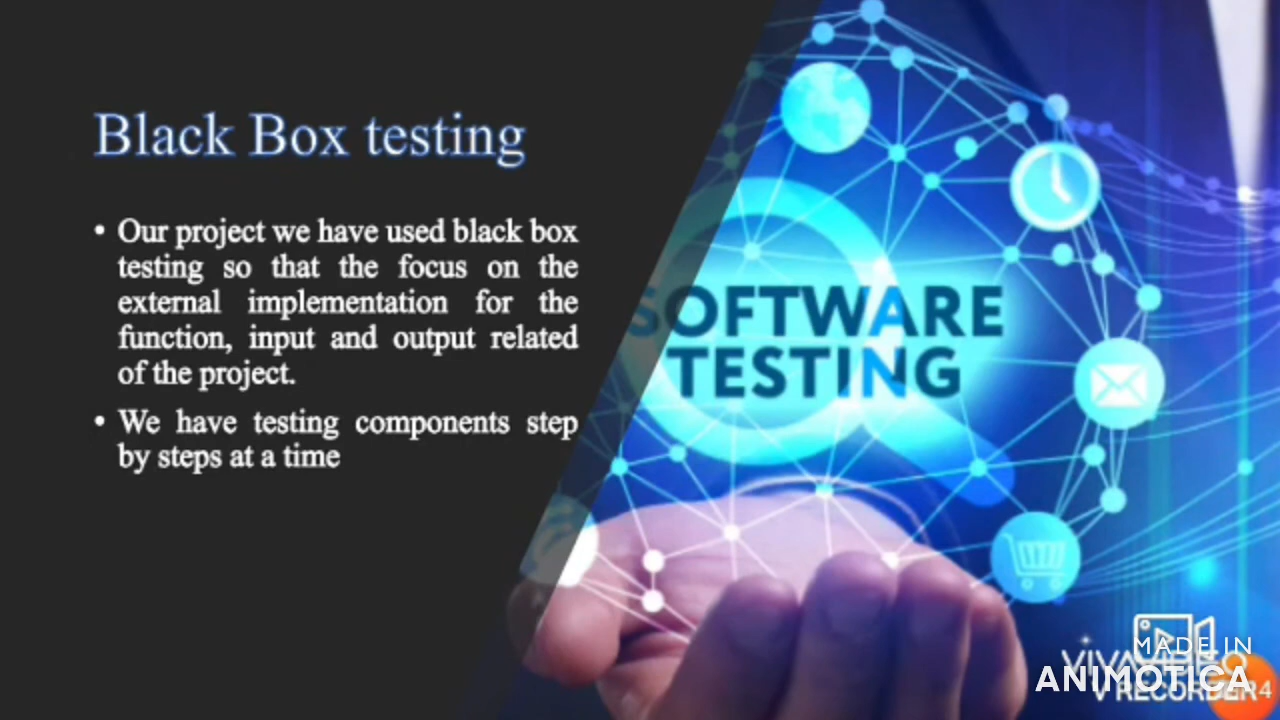 Black Box testing
• Our project we have used black box
testing so that the focus on the
external implementation for the
function, input and output related
of the project.
• We have testing components step
by steps at a time
SOFTWARE
TESTING
MADE IN
ANIMOTICA
RECORDER